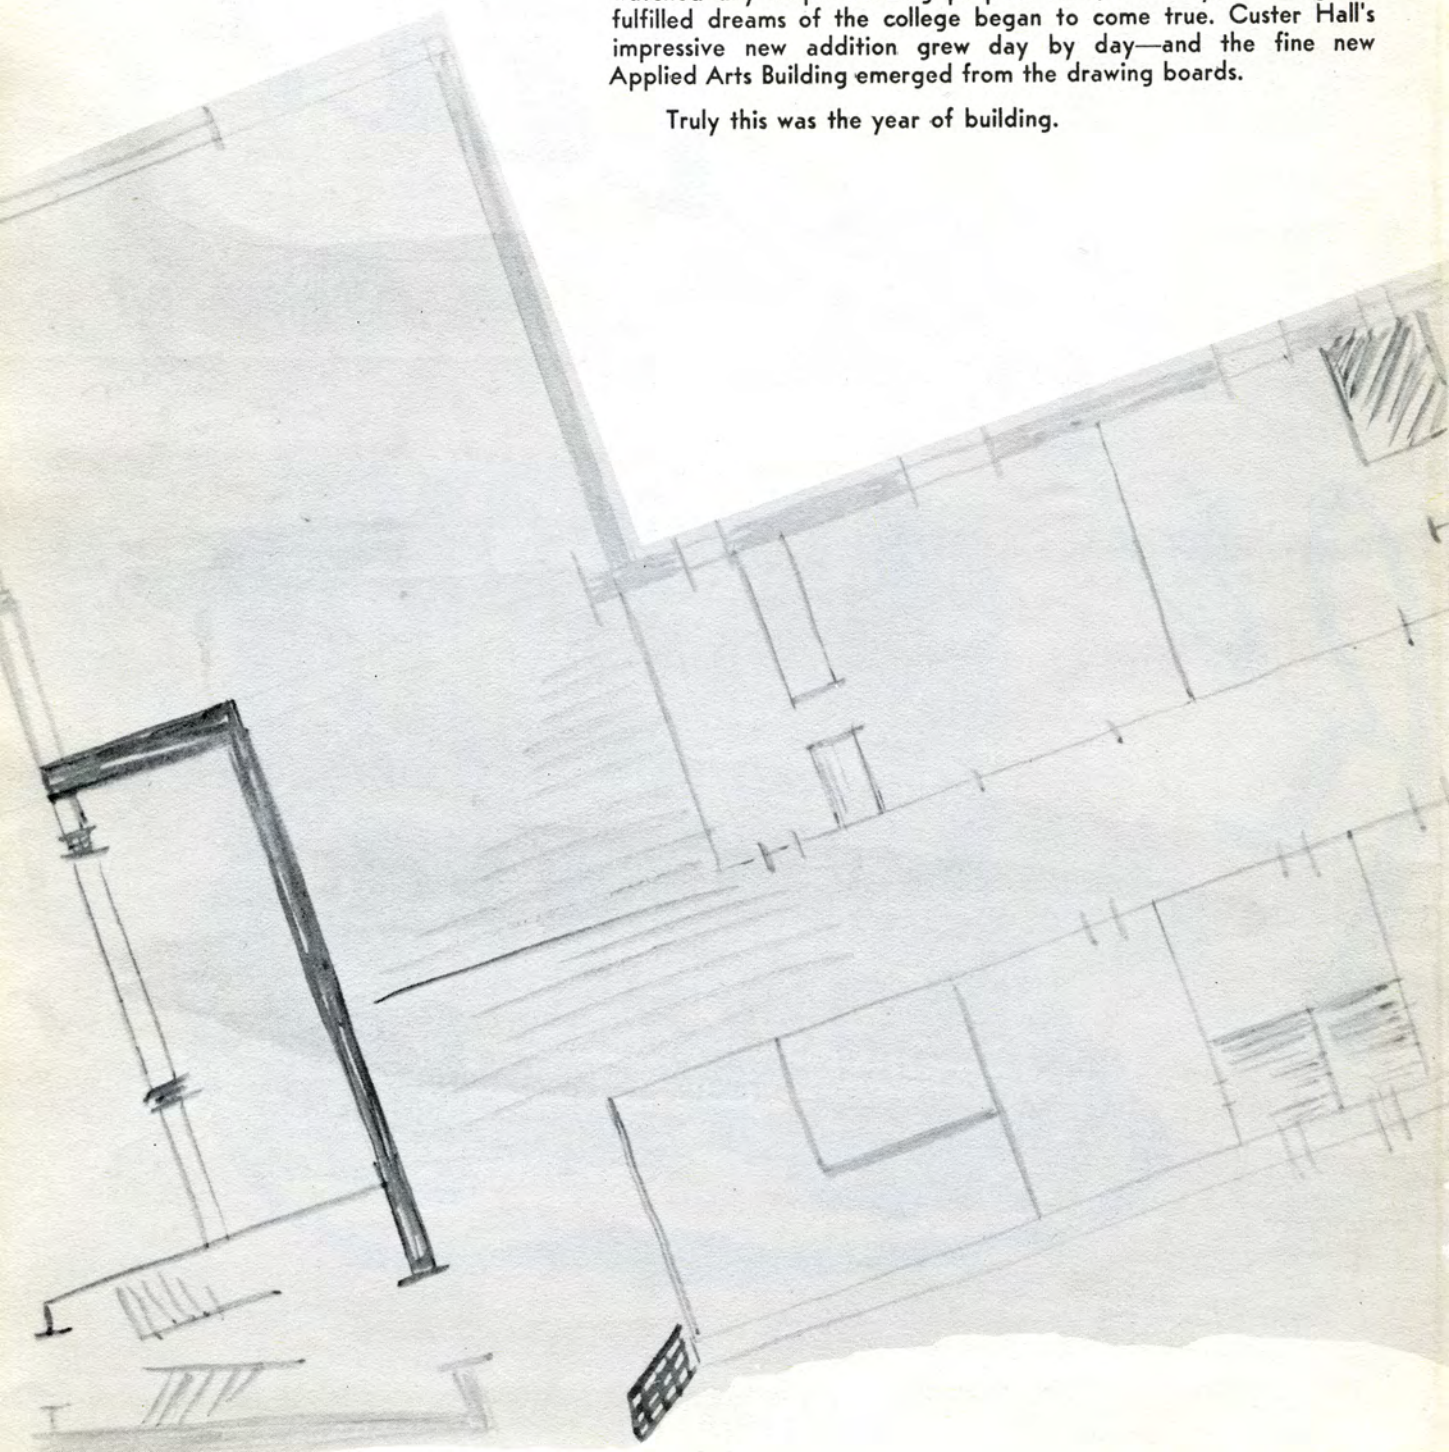 fulfilled dreams of the college began to come true. Custer Hall's
impressive new addition grew day by day—and the fine new
Applied Arts Building emerged from the drawing boards.
Truly this was the year of building.